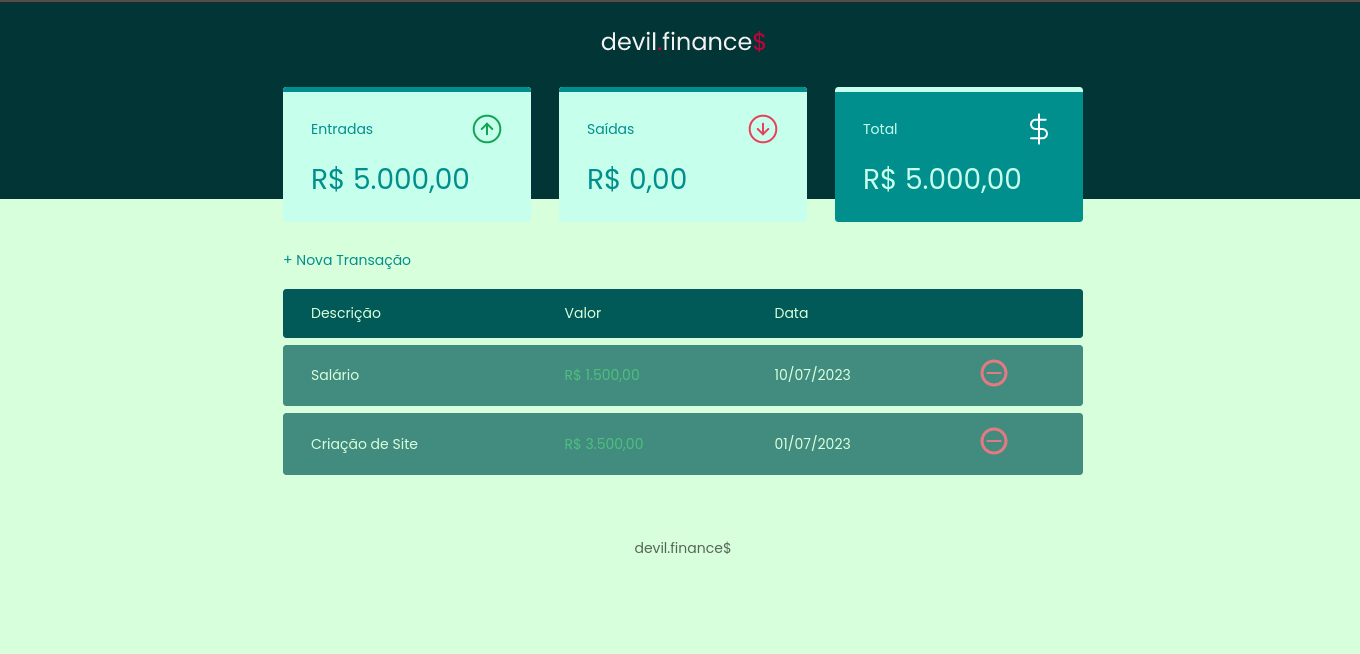 devil.finance$
Entradas
R$ 5.000,00
Saídas
R$ 0,00
Total
$
R$ 5.000,00
+ Nova Transação
Descrição Valor Data
Salário R$ 1.500,00 10/07/2023
Criação de Site R$ 3.500,00 01/07/2023
devil.finance$